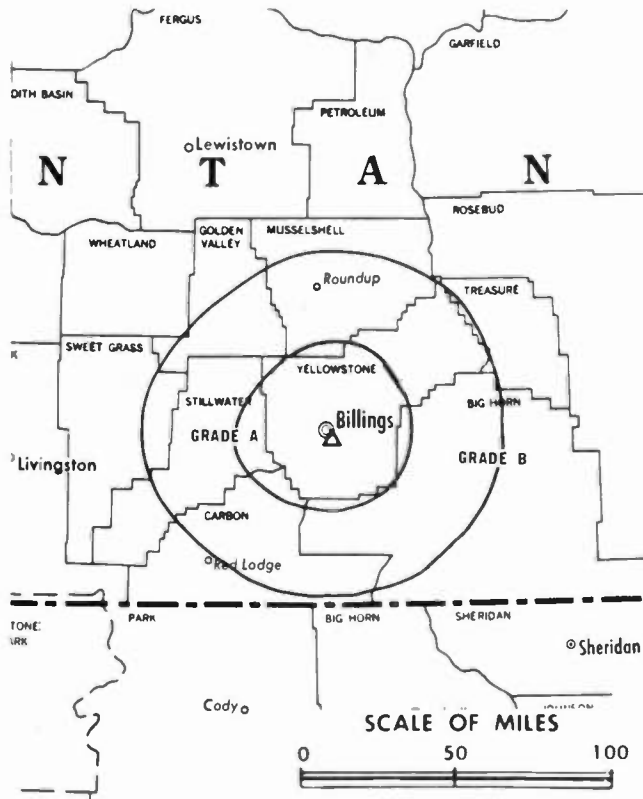 FERGUS
GARFIELD
DITH BASIN
PETROLEUM
Lewistown
N T A N
ROSEBUD
WHEATLAND
GOLDEN
VALLEY
MUSSELSHELL
Roundup
TREASURE
K
SWEET GRASS
YELLOWSTONE
STILLWATER
BIG HORN
Billings
GRADE A
GRADE B
Livingston
CARBON
Red Lodge
PARK
BIG HORN
SHERIDAN
TONE
ARK
Sheridan
Cody
SCALE OF MILES
0 50 100